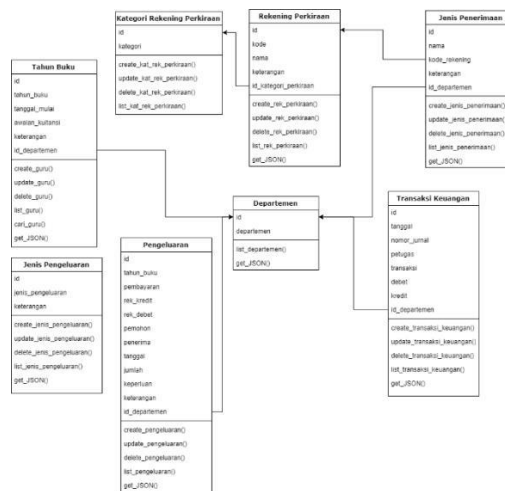 Kategori Rekening Perkiraan
id
kategori
create_kat_rek_perkiraan()
update_kat_rek_perkiraan()
delete_kat_rek_perkiraan()
list_kat_rek_perkiraan()
Rekening Perkiraan
id
kode
nama
keterangan
id_kategori_perkiraan
create_rek_perkiraan()
update_rek_perkiraan()
delete_rek_perkiraan()
list_rek_perkiraan()
get_JSON()
Jenis Penerimaan
id
nama
kode_rekening
keterangan
id_departemen
create_jenis_penerimaan()
update_jenis_penerimaan()
delete_jenis_penerimaan()
list_jenis_penerimaan()
get_JSON()
Tahun Buku
id
tahun_buku
tanggal_mulai
awalan_kuitansi
keterangan
id_departemen
create_guru()
update_guru()
delete_guru()
list_guru()
cari_guru()
get_JSON()
Departemen
id
departemen
list_departemen()
get_JSON()
Transaksi Keuangan
id
tanggal
nomor_jurnal
petugas
transaksi
debet
kredit
id_departemen
create_transaksi_keuangan()
update_transaksi_keuangan()
delete_transaksi_keuangan()
list_transaksi_keuangan()
get_JSON()
Pengeluaran
id
tahun_buku
pembayaran
rek_kredit
rek_debet
pemohon
penerima
tanggal
jumlah
keperluan
keterangan
id_departemen
create_pengeluaran()
update_pengeluaran()
delete_pengeluaran()
list_pengeluaran()
get_JSON()
Jenis Pengeluaran
id
jenis_pengeluaran
keterangan
create_jenis_pengeluaran()
update_jenis_pengeluaran()
delete_jenis_pengeluaran()
list_jenis_pengeluaran()
get_JSON()